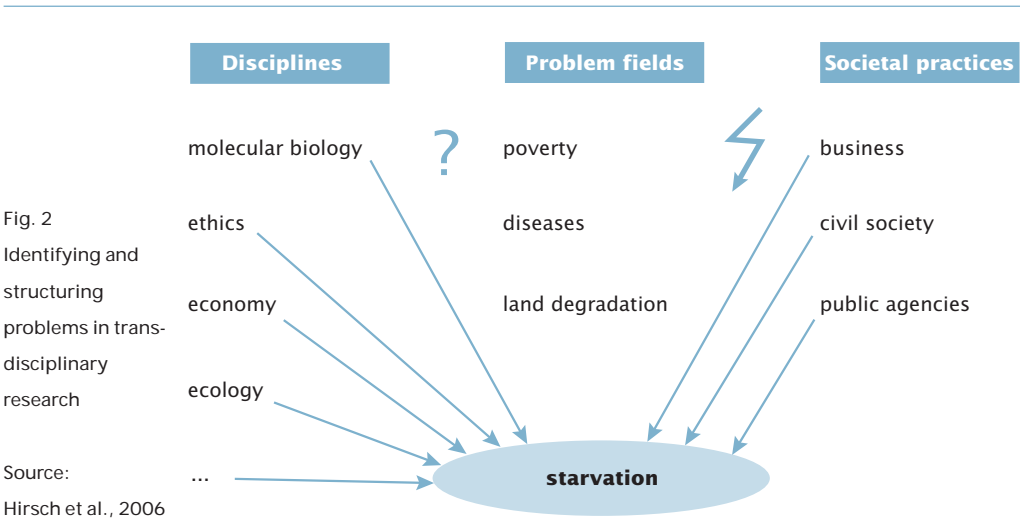 Disciplines
Problem fields
Societal practices
molecular biology
?
poverty
business
ethics
diseases
civil society
economy
land degradation
public agencies
ecology
...
starvation
Fig. 2
Identifying and
structuring
problems in trans-
disciplinary
research
Source:
Hirsch et al., 2006